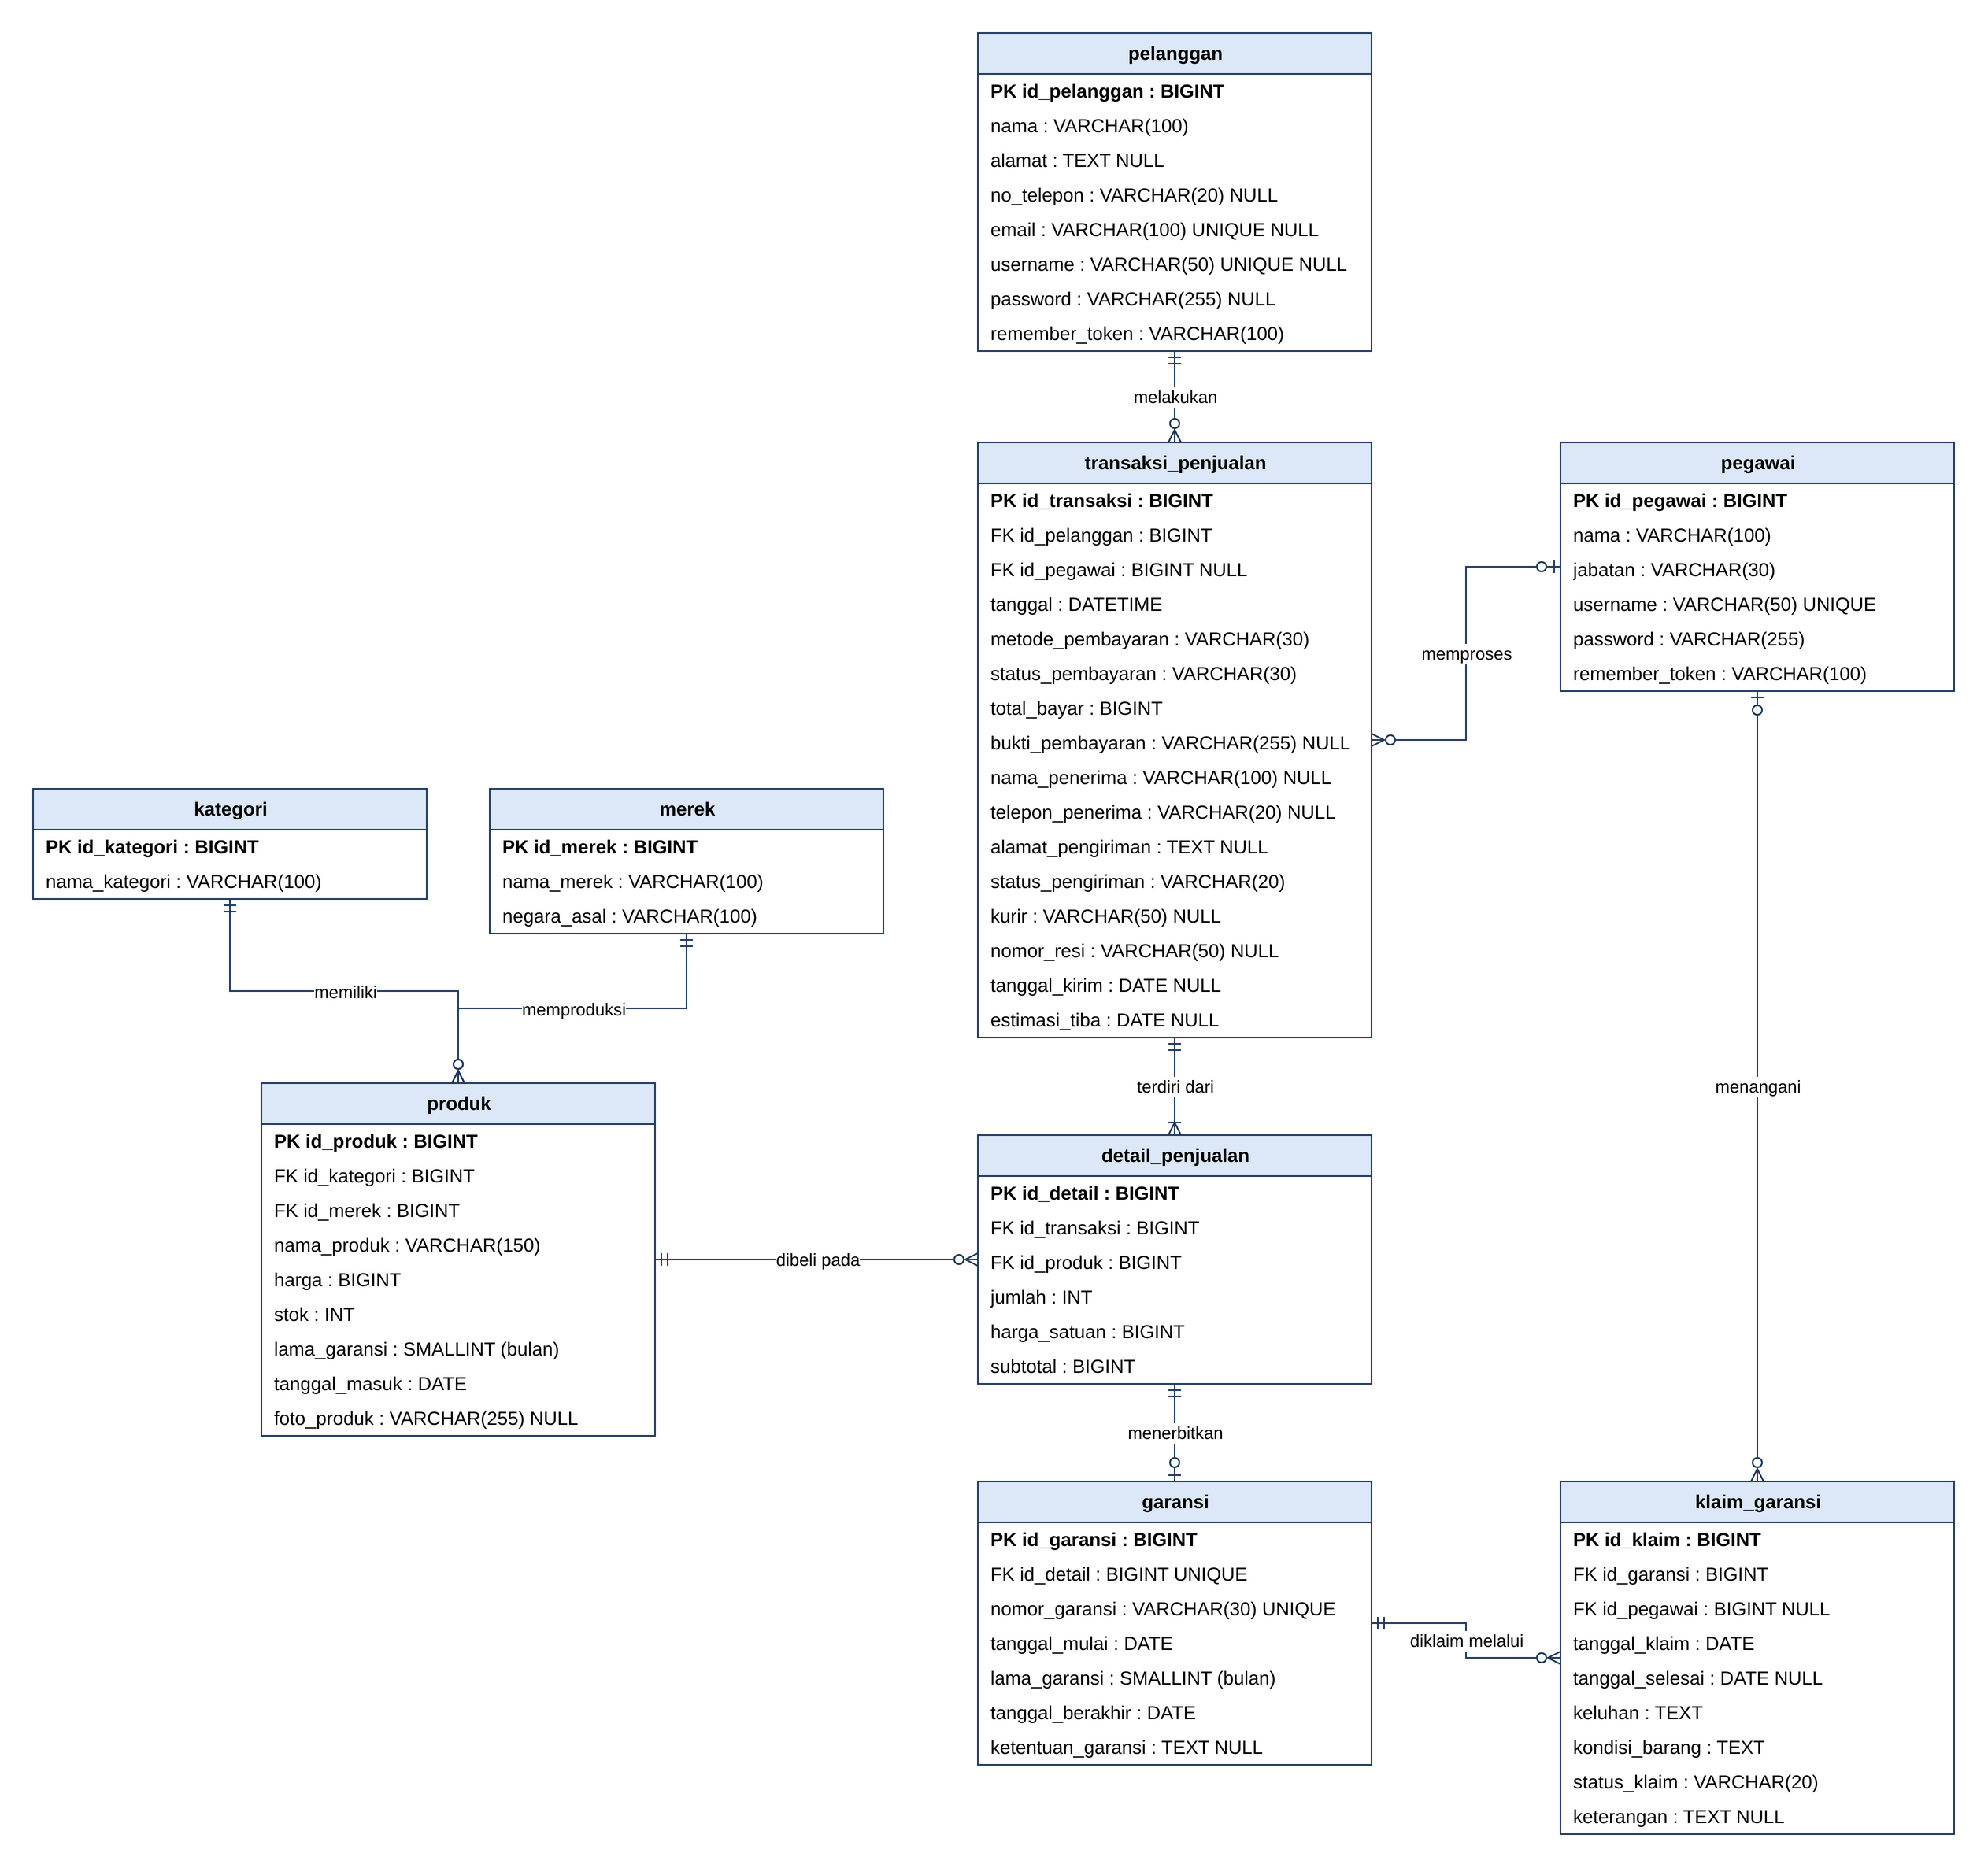 pelanggan
PK id_pelanggan : BIGINT
nama : VARCHAR(100)
alamat : TEXT NULL
no_telepon : VARCHAR(20) NULL
email : VARCHAR(100) UNIQUE NULL
username : VARCHAR(50) UNIQUE NULL
password : VARCHAR(255) NULL
remember_token : VARCHAR(100)
melakukan
transaksi_penjualan
PK id_transaksi : BIGINT
FK id_pelanggan : BIGINT
FK id_pegawai : BIGINT NULL
tanggal : DATETIME
metode_pembayaran : VARCHAR(30)
status_pembayaran : VARCHAR(30)
total_bayar : BIGINT
bukti_pembayaran : VARCHAR(255) NULL
nama_penerima : VARCHAR(100) NULL
telepon_penerima : VARCHAR(20) NULL
alamat_pengiriman : TEXT NULL
status_pengiriman : VARCHAR(20)
kurir : VARCHAR(50) NULL
nomor_resi : VARCHAR(50) NULL
tanggal_kirim : DATE NULL
estimasi_tiba : DATE NULL
pegawai
PK id_pegawai : BIGINT
nama : VARCHAR(100)
jabatan : VARCHAR(30)
username : VARCHAR(50) UNIQUE
password : VARCHAR(255)
remember_token : VARCHAR(100)
memproses
kategori
PK id_kategori : BIGINT
nama_kategori : VARCHAR(100)
merek
PK id_merek : BIGINT
nama_merek : VARCHAR(100)
negara_asal : VARCHAR(100)
memiliki
memproduksi
produk
PK id_produk : BIGINT
FK id_kategori : BIGINT
FK id_merek : BIGINT
nama_produk : VARCHAR(150)
harga : BIGINT
stok : INT
lama_garansi : SMALLINT (bulan)
tanggal_masuk : DATE
foto_produk : VARCHAR(255) NULL
dibeli pada
terdiri dari
menangani
detail_penjualan
PK id_detail : BIGINT
FK id_transaksi : BIGINT
FK id_produk : BIGINT
jumlah : INT
harga_satuan : BIGINT
subtotal : BIGINT
menerbitkan
garansi
PK id_garansi : BIGINT
FK id_detail : BIGINT UNIQUE
nomor_garansi : VARCHAR(30) UNIQUE
tanggal_mulai : DATE
lama_garansi : SMALLINT (bulan)
tanggal_berakhir : DATE
ketentuan_garansi : TEXT NULL
diklaim melalui
klaim_garansi
PK id_klaim : BIGINT
FK id_garansi : BIGINT
FK id_pegawai : BIGINT NULL
tanggal_klaim : DATE
tanggal_selesai : DATE NULL
keluhan : TEXT
kondisi_barang : TEXT
status_klaim : VARCHAR(20)
keterangan : TEXT NULL